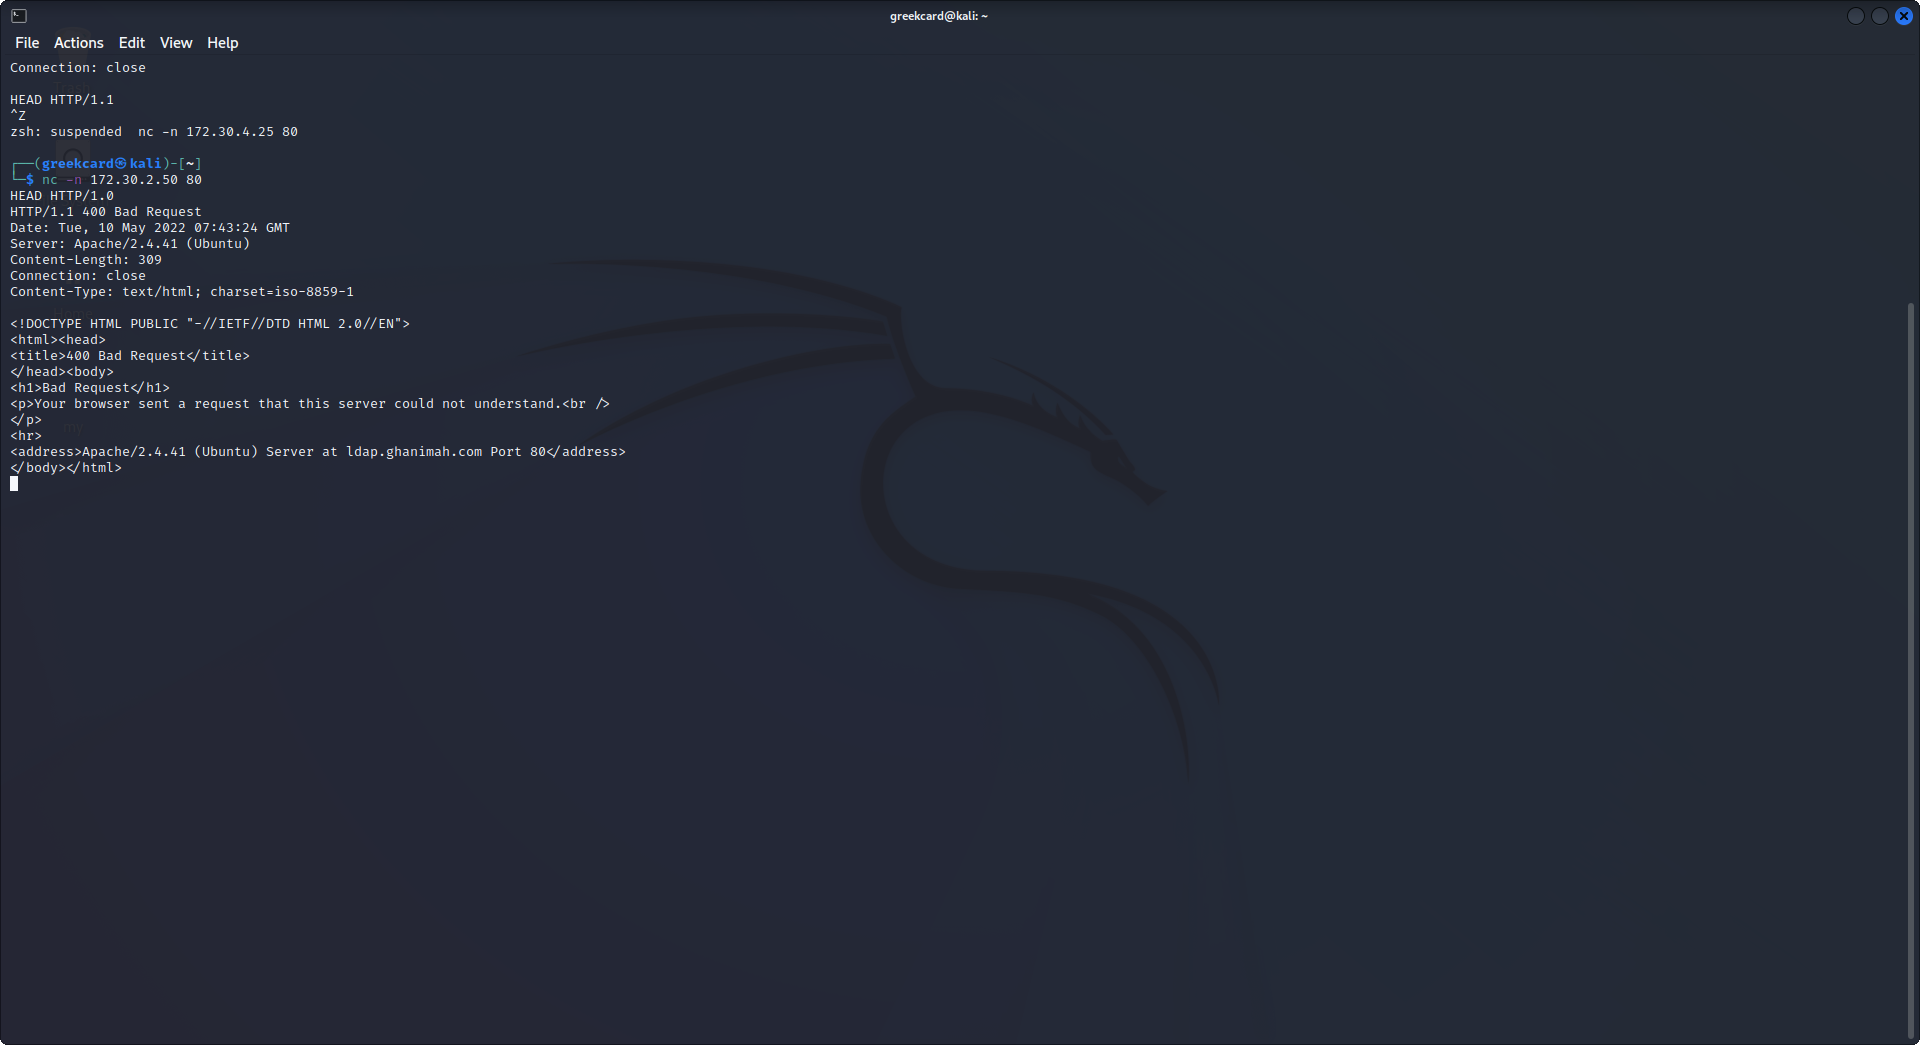 greekcard@kali: ~
File Actions Edit View Help
Connection: close
HEAD HTTP/1.1
^Z
zsh: suspended  nc -n 172.30.4.25 80
┌──(greekcard㉿kali)-[~]
└─$ nc -n 172.30.2.50 80
HEAD HTTP/1.0
HTTP/1.1 400 Bad Request
Date: Tue, 10 May 2022 07:43:24 GMT
Server: Apache/2.4.41 (Ubuntu)
Content-Length: 309
Connection: close
Content-Type: text/html; charset=iso-8859-1
<!DOCTYPE HTML PUBLIC "-//IETF//DTD HTML 2.0//EN">
<html><head>
<title>400 Bad Request</title>
</head><body>
<h1>Bad Request</h1>
<p>Your browser sent a request that this server could not understand.<br />
</p>
<hr>
<address>Apache/2.4.41 (Ubuntu) Server at ldap.ghanimah.com Port 80</address>
</body></html>